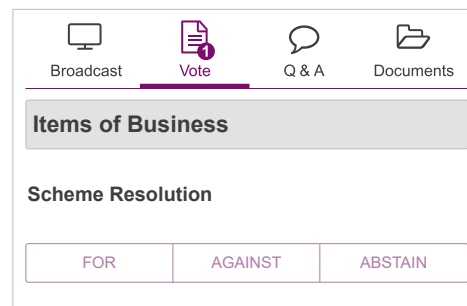 1
Broadcast Vote Q & A Documents
Items of Business
Scheme Resolution
FOR AGAINST ABSTAIN